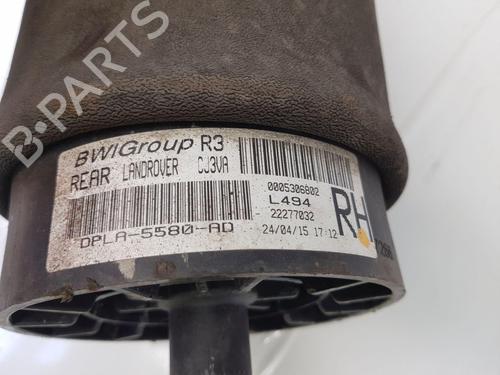 B-PARTS
BWIGroup R3
REAR LANDROVER CJ3VA
0005306802
L494
22277032
DPLA-5580-AD
24/04/15 17:12
RH